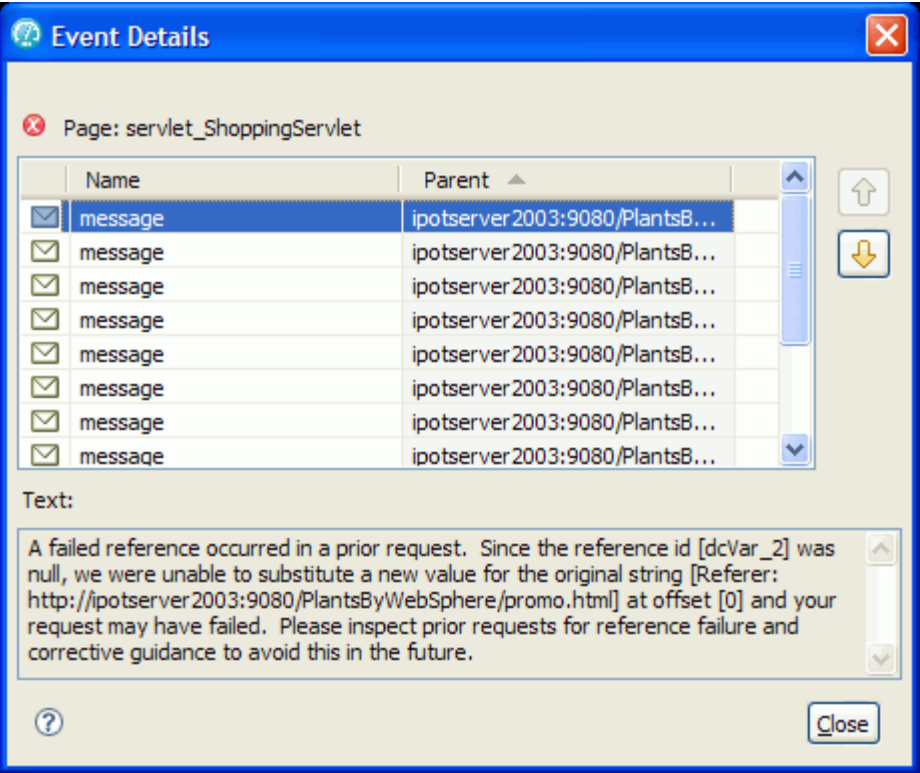 Event Details
Page: servlet_ShoppingServlet
Name Parent
message ipotserver2003:9080/PlantsB...
message ipotserver2003:9080/PlantsB...
message ipotserver2003:9080/PlantsB...
message ipotserver2003:9080/PlantsB...
message ipotserver2003:9080/PlantsB...
message ipotserver2003:9080/PlantsB...
message ipotserver2003:9080/PlantsB...
message ipotserver2003:9080/PlantsB...
Text:
A failed reference occurred in a prior request.  Since the reference id [dcVar_2] was
null, we were unable to substitute a new value for the original string [Referer:
http://ipotserver2003:9080/PlantsByWebSphere/promo.html] at offset [0] and your
request may have failed.  Please inspect prior requests for reference failure and
corrective guidance to avoid this in the future.
? Close